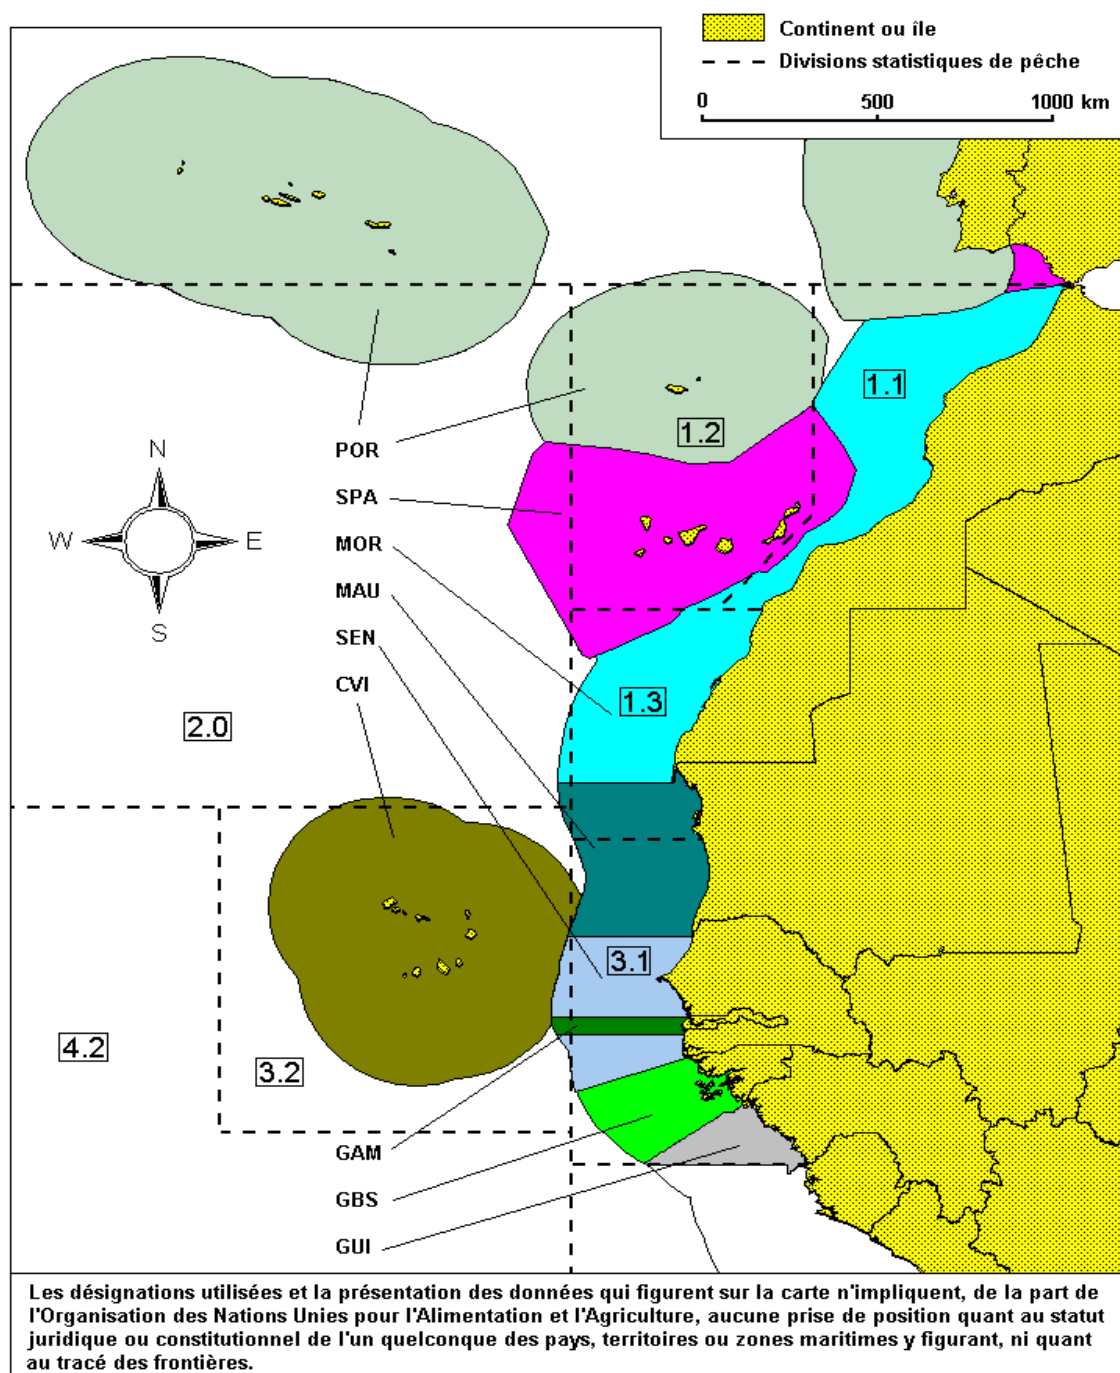 Continent ou île
Divisions statistiques de pêche
0 500 1000 km
1.1
1.2
POR
SPA
N
W E
S
MOR
MAU
SEN
CVI
1.3
2.0
3.1
4.2
3.2
GAM
GBS
GUI
Les désignations utilisées et la présentation des données qui figurent sur la carte n'impliquent, de la part de
l'Organisation des Nations Unies pour l'Alimentation et l'Agriculture, aucune prise de position quant au statut
juridique ou constitutionnel de l'un quelconque des pays, territoires ou zones maritimes y figurant, ni quant
au tracé des frontières.